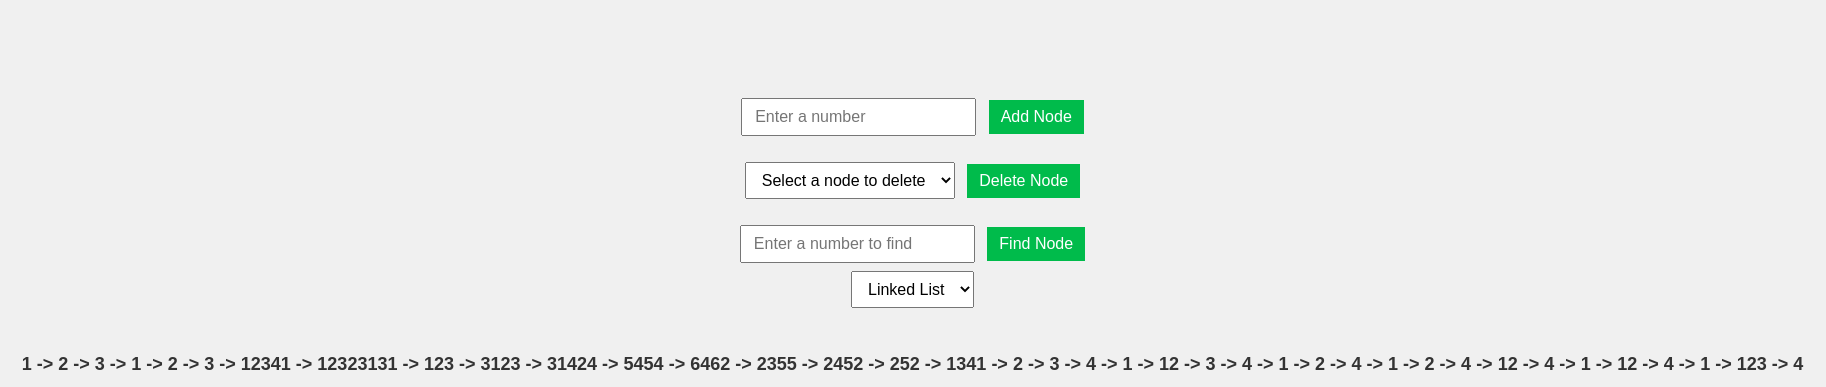 Enter a number Add Node
Select a node to delete Delete Node
Enter a number to find Find Node
Linked List
1 -> 2 -> 3 -> 1 -> 2 -> 3 -> 12341 -> 12323131 -> 123 -> 3123 -> 31424 -> 5454 -> 6462 -> 2355 -> 2452 -> 252 -> 1341 -> 2 -> 3 -> 4 -> 1 -> 12 -> 3 -> 4 -> 1 -> 2 -> 4 -> 1 -> 2 -> 4 -> 12 -> 4 -> 1 -> 12 -> 4 -> 1 -> 123 -> 4